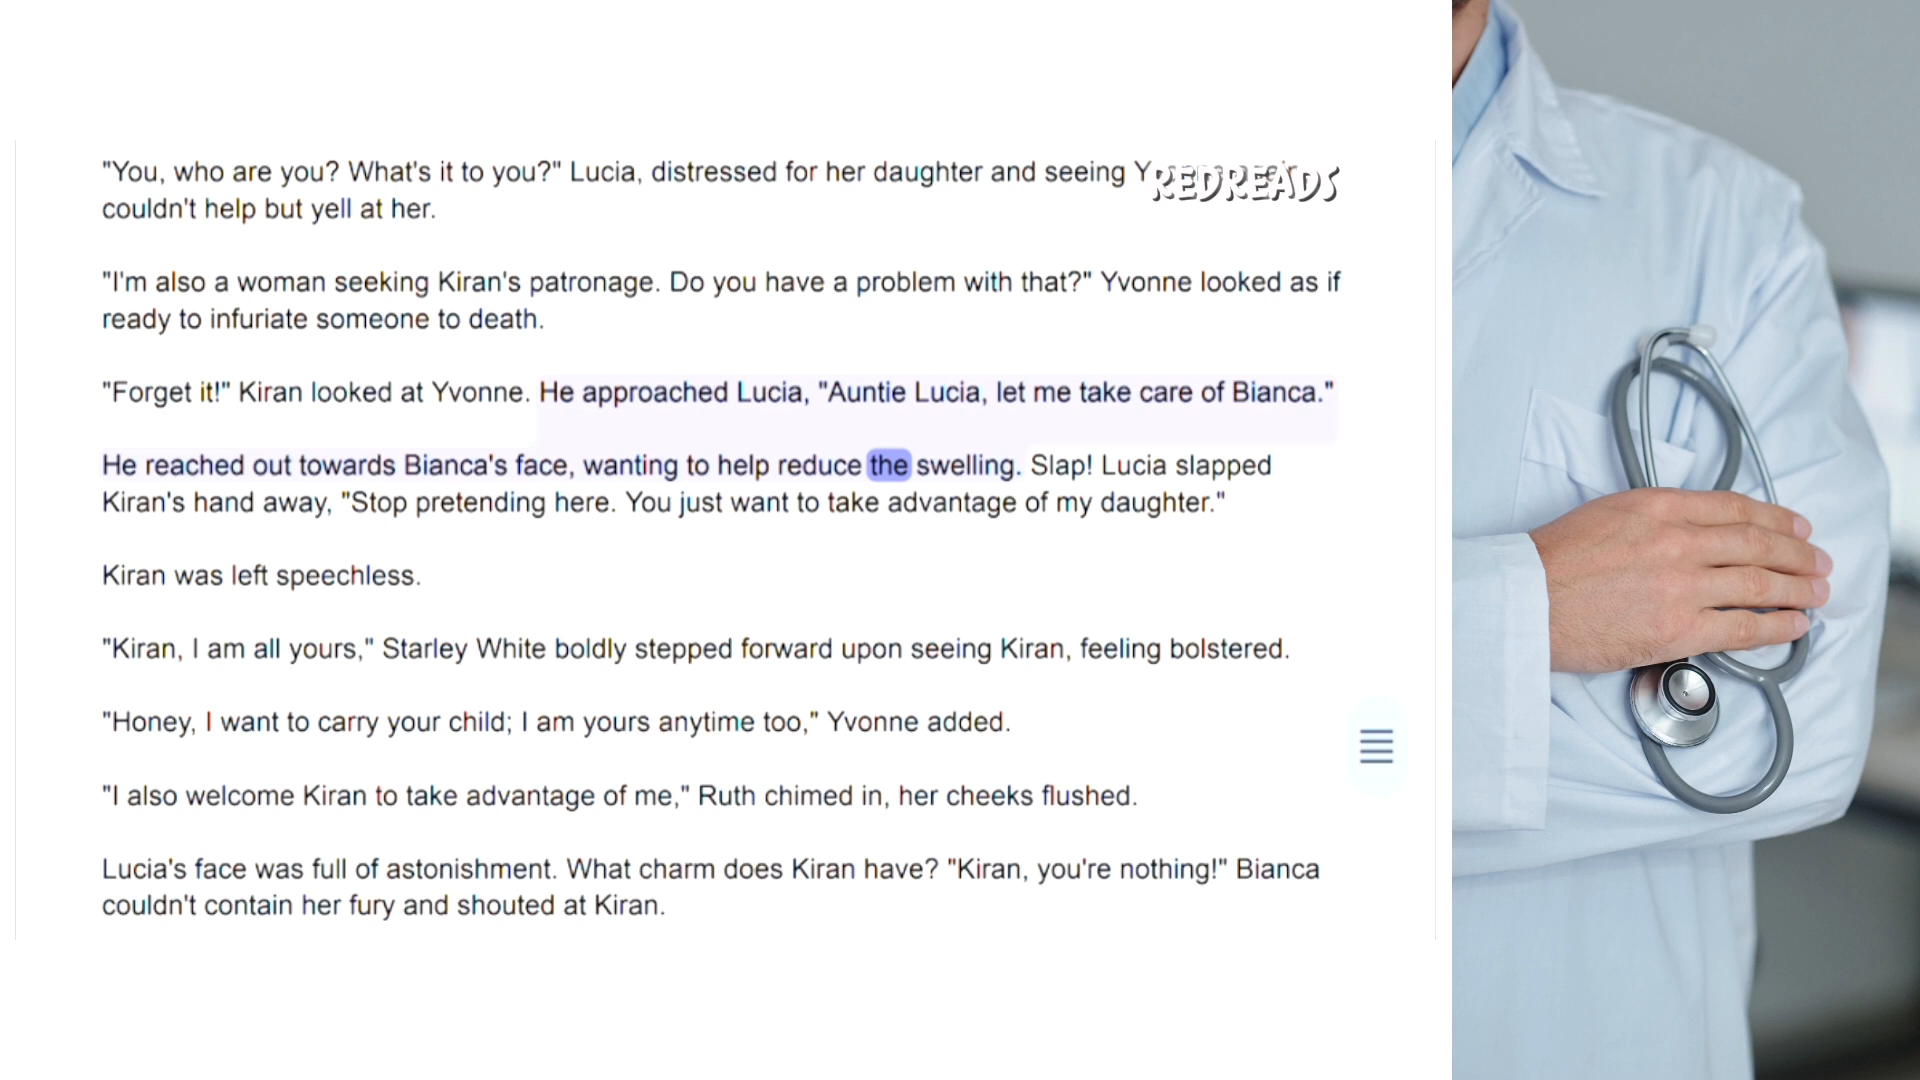 "You, who are you? What's it to you?" Lucia, distressed for her daughter and seeing
REDREADS
couldn't help but yell at her.
"I'm also a woman seeking Kiran's patronage. Do you have a problem with that?" Yvonne looked as if
ready to infuriate someone to death.
"Forget it!" Kiran looked at Yvonne. He approached Lucia, "Auntie Lucia, let me take care of Bianca."
He reached out towards Bianca's face, wanting to help reduce the swelling. Slap! Lucia slapped
Kiran's hand away, "Stop pretending here. You just want to take advantage of my daughter."
Kiran was left speechless.
"Kiran, I am all yours," Starley White boldly stepped forward upon seeing Kiran, feeling bolstered.
"Honey, I want to carry your child; I am yours anytime too," Yvonne added.
"I also welcome Kiran to take advantage of me," Ruth chimed in, her cheeks flushed.
Lucia's face was full of astonishment. What charm does Kiran have? "Kiran, you're nothing!" Bianca
couldn't contain her fury and shouted at Kiran.